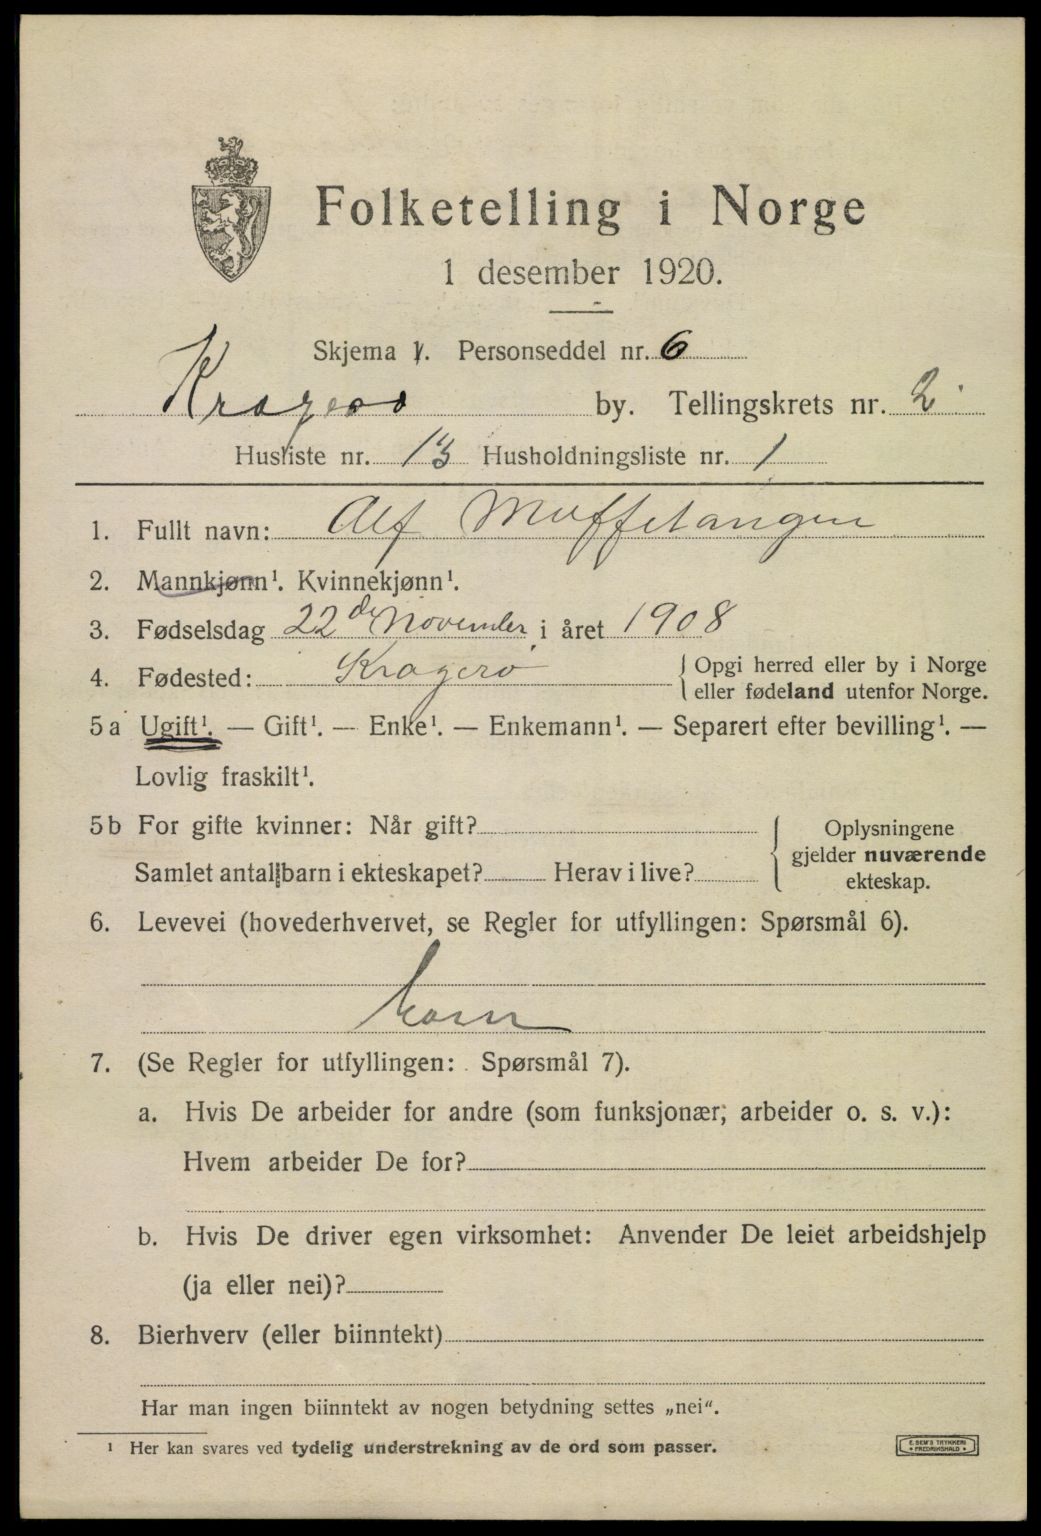 Folketelling i Norge
1 desember 1920.
Skjema 1. Personseddel nr. 6
Kragerø by. Tellingskrets nr. 2
Husliste nr. 13 Husholdningsliste nr. 1
1. Fullt navn: Alf Muffetangen
2. Mannkjønn¹. Kvinnekjønn¹.
3. Fødselsdag 22de November i året 1908
4. Fødested: Kragerø { Opgi herred eller by i Norge
eller fødeland utenfor Norge.
5a Ugift¹. — Gift¹. — Enke¹. — Enkemann¹. — Separert efter bevilling¹. —
Lovlig fraskilt¹.
5b For gifte kvinner: Når gift? Oplysningene
gjelder nuværende
Samlet antal barn i ekteskapet? Herav i live? ekteskap.
6. Levevei (hovederhvervet, se Regler for utfyllingen: Spørsmål 6).
7. (Se Regler for utfyllingen: Spørsmål 7).
a. Hvis De arbeider for andre (som funksjonær, arbeider o. s. v.):
Hvem arbeider De for?
b. Hvis De driver egen virksomhet: Anvender De leiet arbeidshjelp
(ja eller nei)?
8. Bierhverv (eller biinntekt)
Har man ingen biinntekt av nogen betydning settes „nei“.
¹ Her kan svares ved tydelig understrekning av de ord som passer.
E. SEM'S TRYKKERI
FREDRIKSHALD